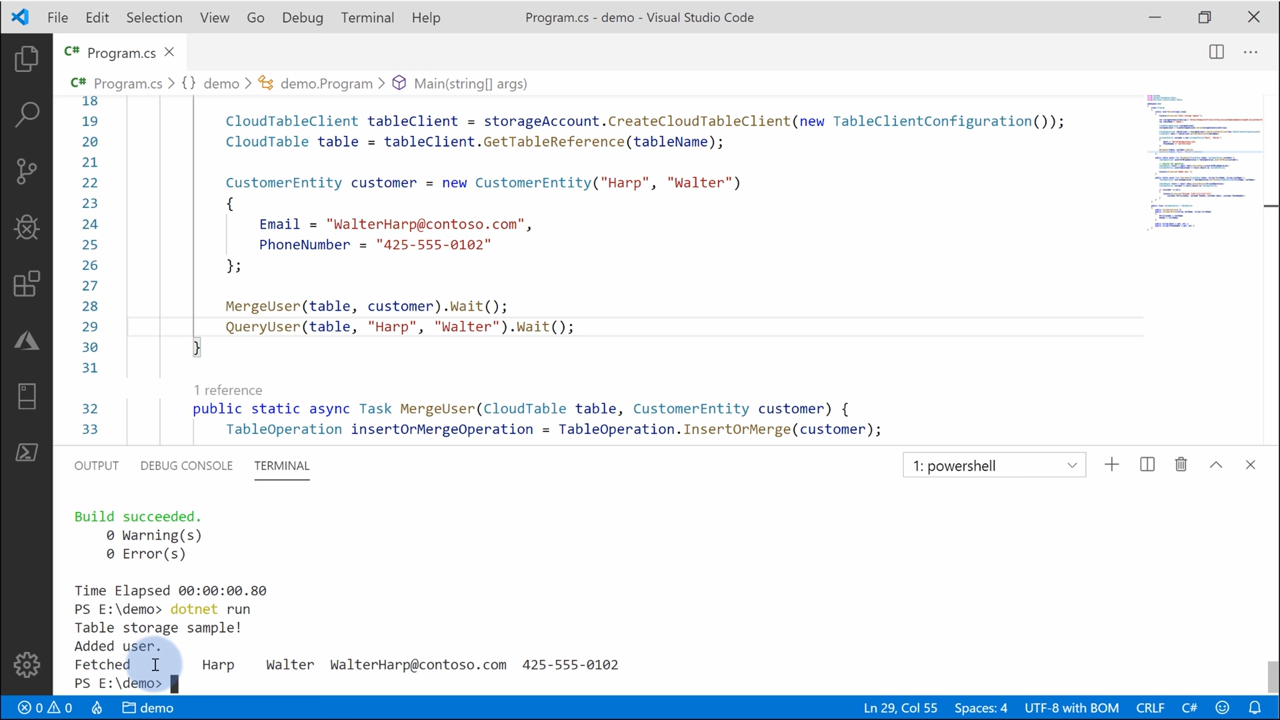 File Edit Selection View Go Debug Terminal Help Program.cs - demo - Visual Studio Code
C# Program.cs
C# Program.cs > {} demo > demo.Program > Main(string[] args)
18
19 CloudTableClient tableClient = storageAccount.CreateCloudTableClient(new TableClientConfiguration());
20 CloudTable table = tableClient.GetTableReference(tableName);
21
22 CustomerEntity customer = new CustomerEntity("Harp", "Walter")
23 {
24 Email = "WalterHarp@contoso.com",
25 PhoneNumber = "425-555-0102"
26 };
27
28 MergeUser(table, customer).Wait();
29 QueryUser(table, "Harp", "Walter").Wait();
30 }
31
1 reference
32 public static async Task MergeUser(CloudTable table, CustomerEntity customer) {
33 TableOperation insertOrMergeOperation = TableOperation.InsertOrMerge(customer);
OUTPUT DEBUG CONSOLE TERMINAL 1: powershell
Build succeeded.
0 Warning(s)
0 Error(s)
Time Elapsed 00:00:00.80
PS E:\demo> dotnet run
Table storage sample!
Added user.
Fetched Harp Walter WalterHarp@contoso.com 425-555-0102
PS E:\demo>
0 0 demo Ln 29, Col 55 Spaces: 4 UTF-8 with BOM CRLF C#